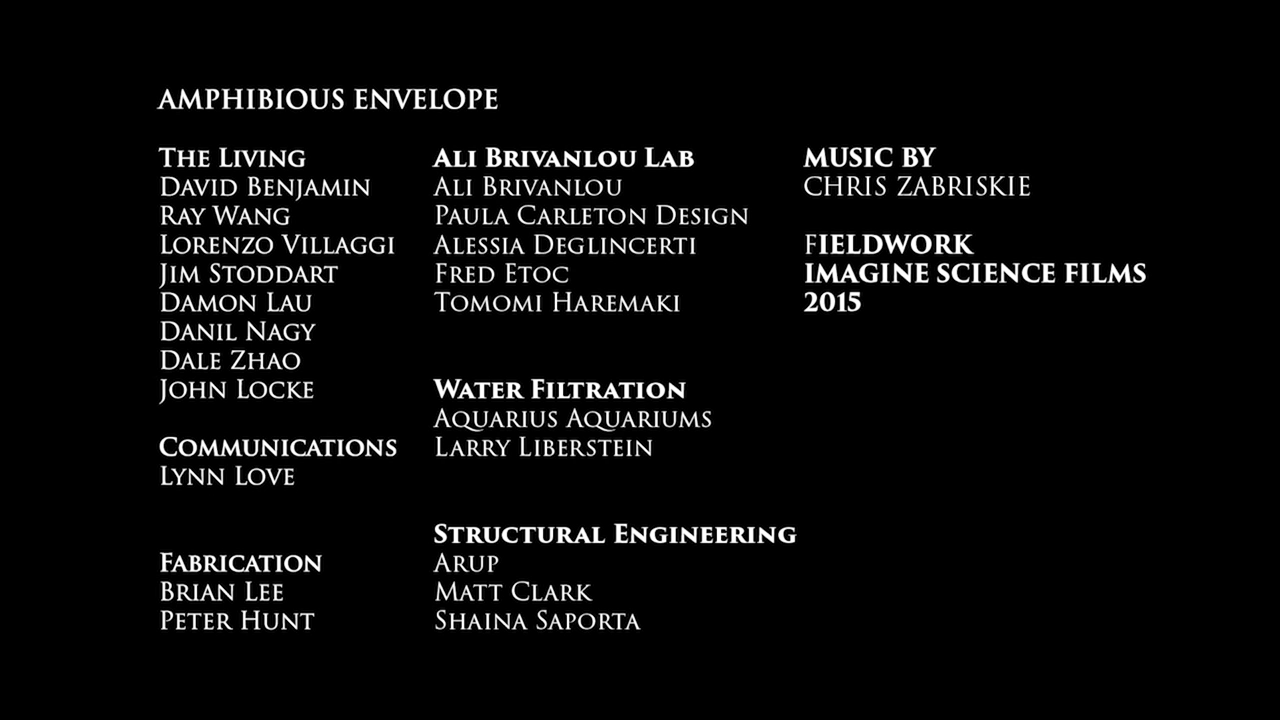 AMPHIBIOUS ENVELOPE
THE LIVING
DAVID BENJAMIN
RAY WANG
LORENZO VILLAGGI
JIM STODDART
DAMON LAU
DANIL NAGY
DALE ZHAO
JOHN LOCKE
COMMUNICATIONS
LYNN LOVE
FABRICATION
BRIAN LEE
PETER HUNT
ALI BRIVANLOU LAB
ALI BRIVANLOU
PAULA CARLETON DESIGN
ALESSIA DEGLINCERTI
FRED ETOC
TOMOMI HAREMAKI
WATER FILTRATION
AQUARIUS AQUARIUMS
LARRY LIBERSTEIN
STRUCTURAL ENGINEERING
ARUP
MATT CLARK
SHAINA SAPORTA
MUSIC BY
CHRIS ZABRISKIE
FIELDWORK
IMAGINE SCIENCE FILMS
2015